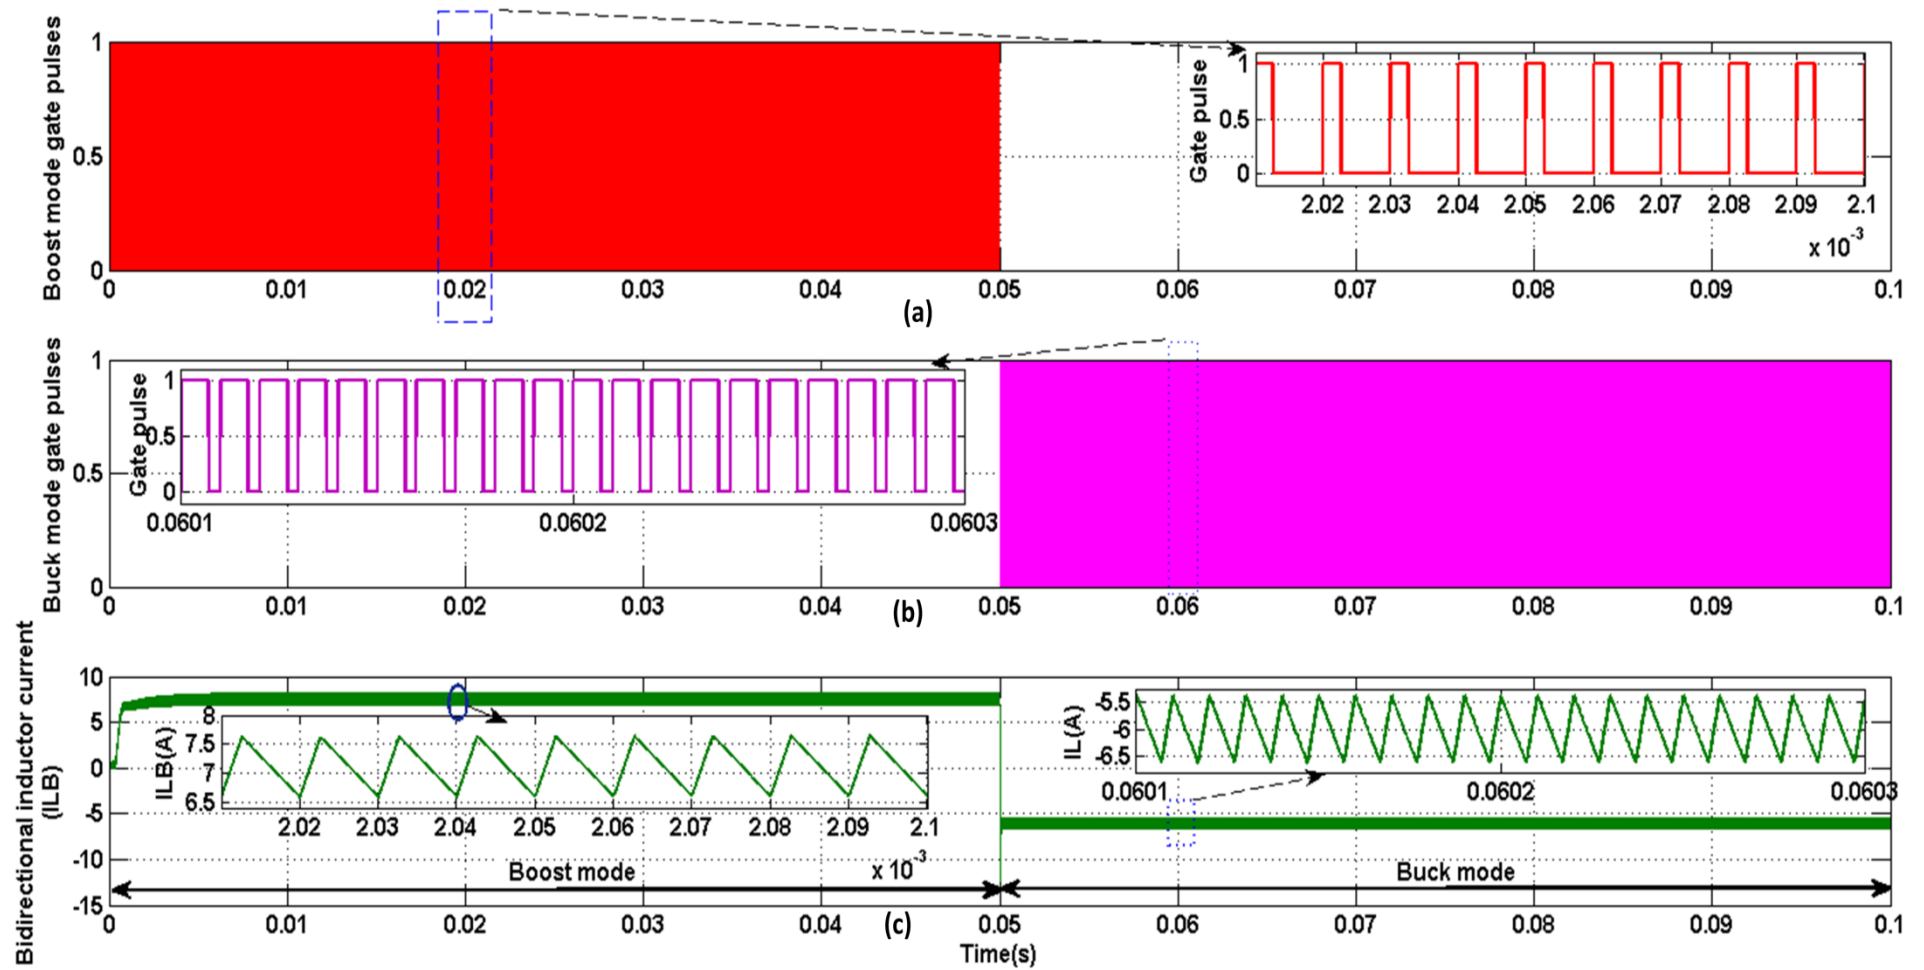 Boost mode gate pulses
1
0.5
0
Gate pulse
1
0.5
0
2.02 2.03 2.04 2.05 2.06 2.07 2.08 2.09 2.1
x 10-3
0 0.01 0.02 0.03 0.04 0.05 0.06 0.07 0.08 0.09 0.1
(a)
Buck mode gate pulses
1
0.5
0
Gate pulse
1
0.5
0
0.0601 0.0602 0.0603
0 0.01 0.02 0.03 0.04 0.05 0.06 0.07 0.08 0.09 0.1
(b)
Bidirectional inductor current
(ILB)
10
5
0
-5
-10
-15
ILB(A)
8
7.5
7
6.5
2.02 2.03 2.04 2.05 2.06 2.07 2.08 2.09 2.1
x 10-3
IL(A)
-5.5
-6
-6.5
0.0601 0.0602 0.0603
Boost mode
Buck mode
0 0.01 0.02 0.03 0.04 0.05 0.06 0.07 0.08 0.09 0.1
(c)
Time(s)